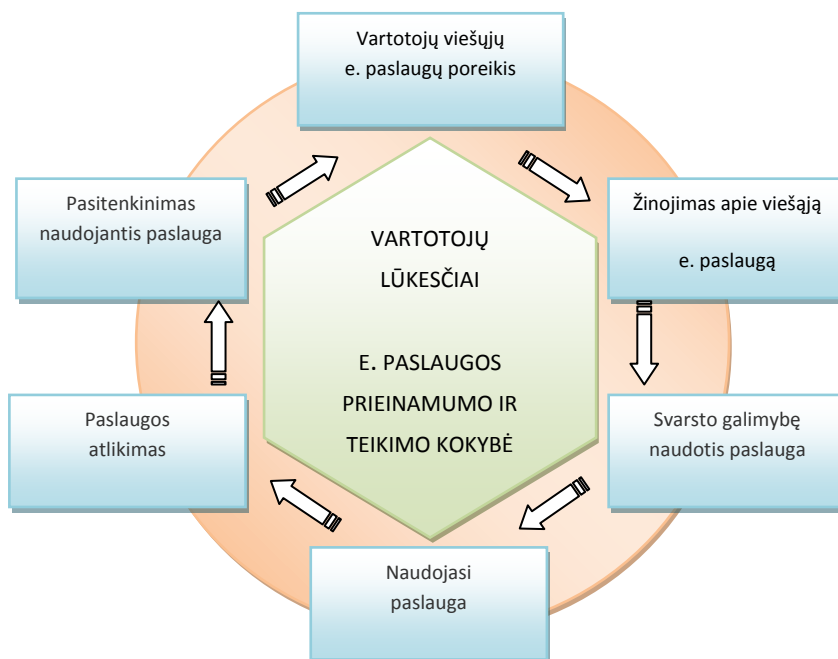 Vartotojų viešųjų
e. paslaugų poreikis
Žinojimas apie viešąją
e. paslaugą
Svarsto galimybę
naudotis paslauga
Naudojasi
paslauga
Paslaugos
atlikimas
Pasitenkinimas
naudojantis paslauga
VARTOTOJŲ
LŪKESČIAI
E. PASLAUGOS
PRIEINAMUMO IR
TEIKIMO KOKYBĖ